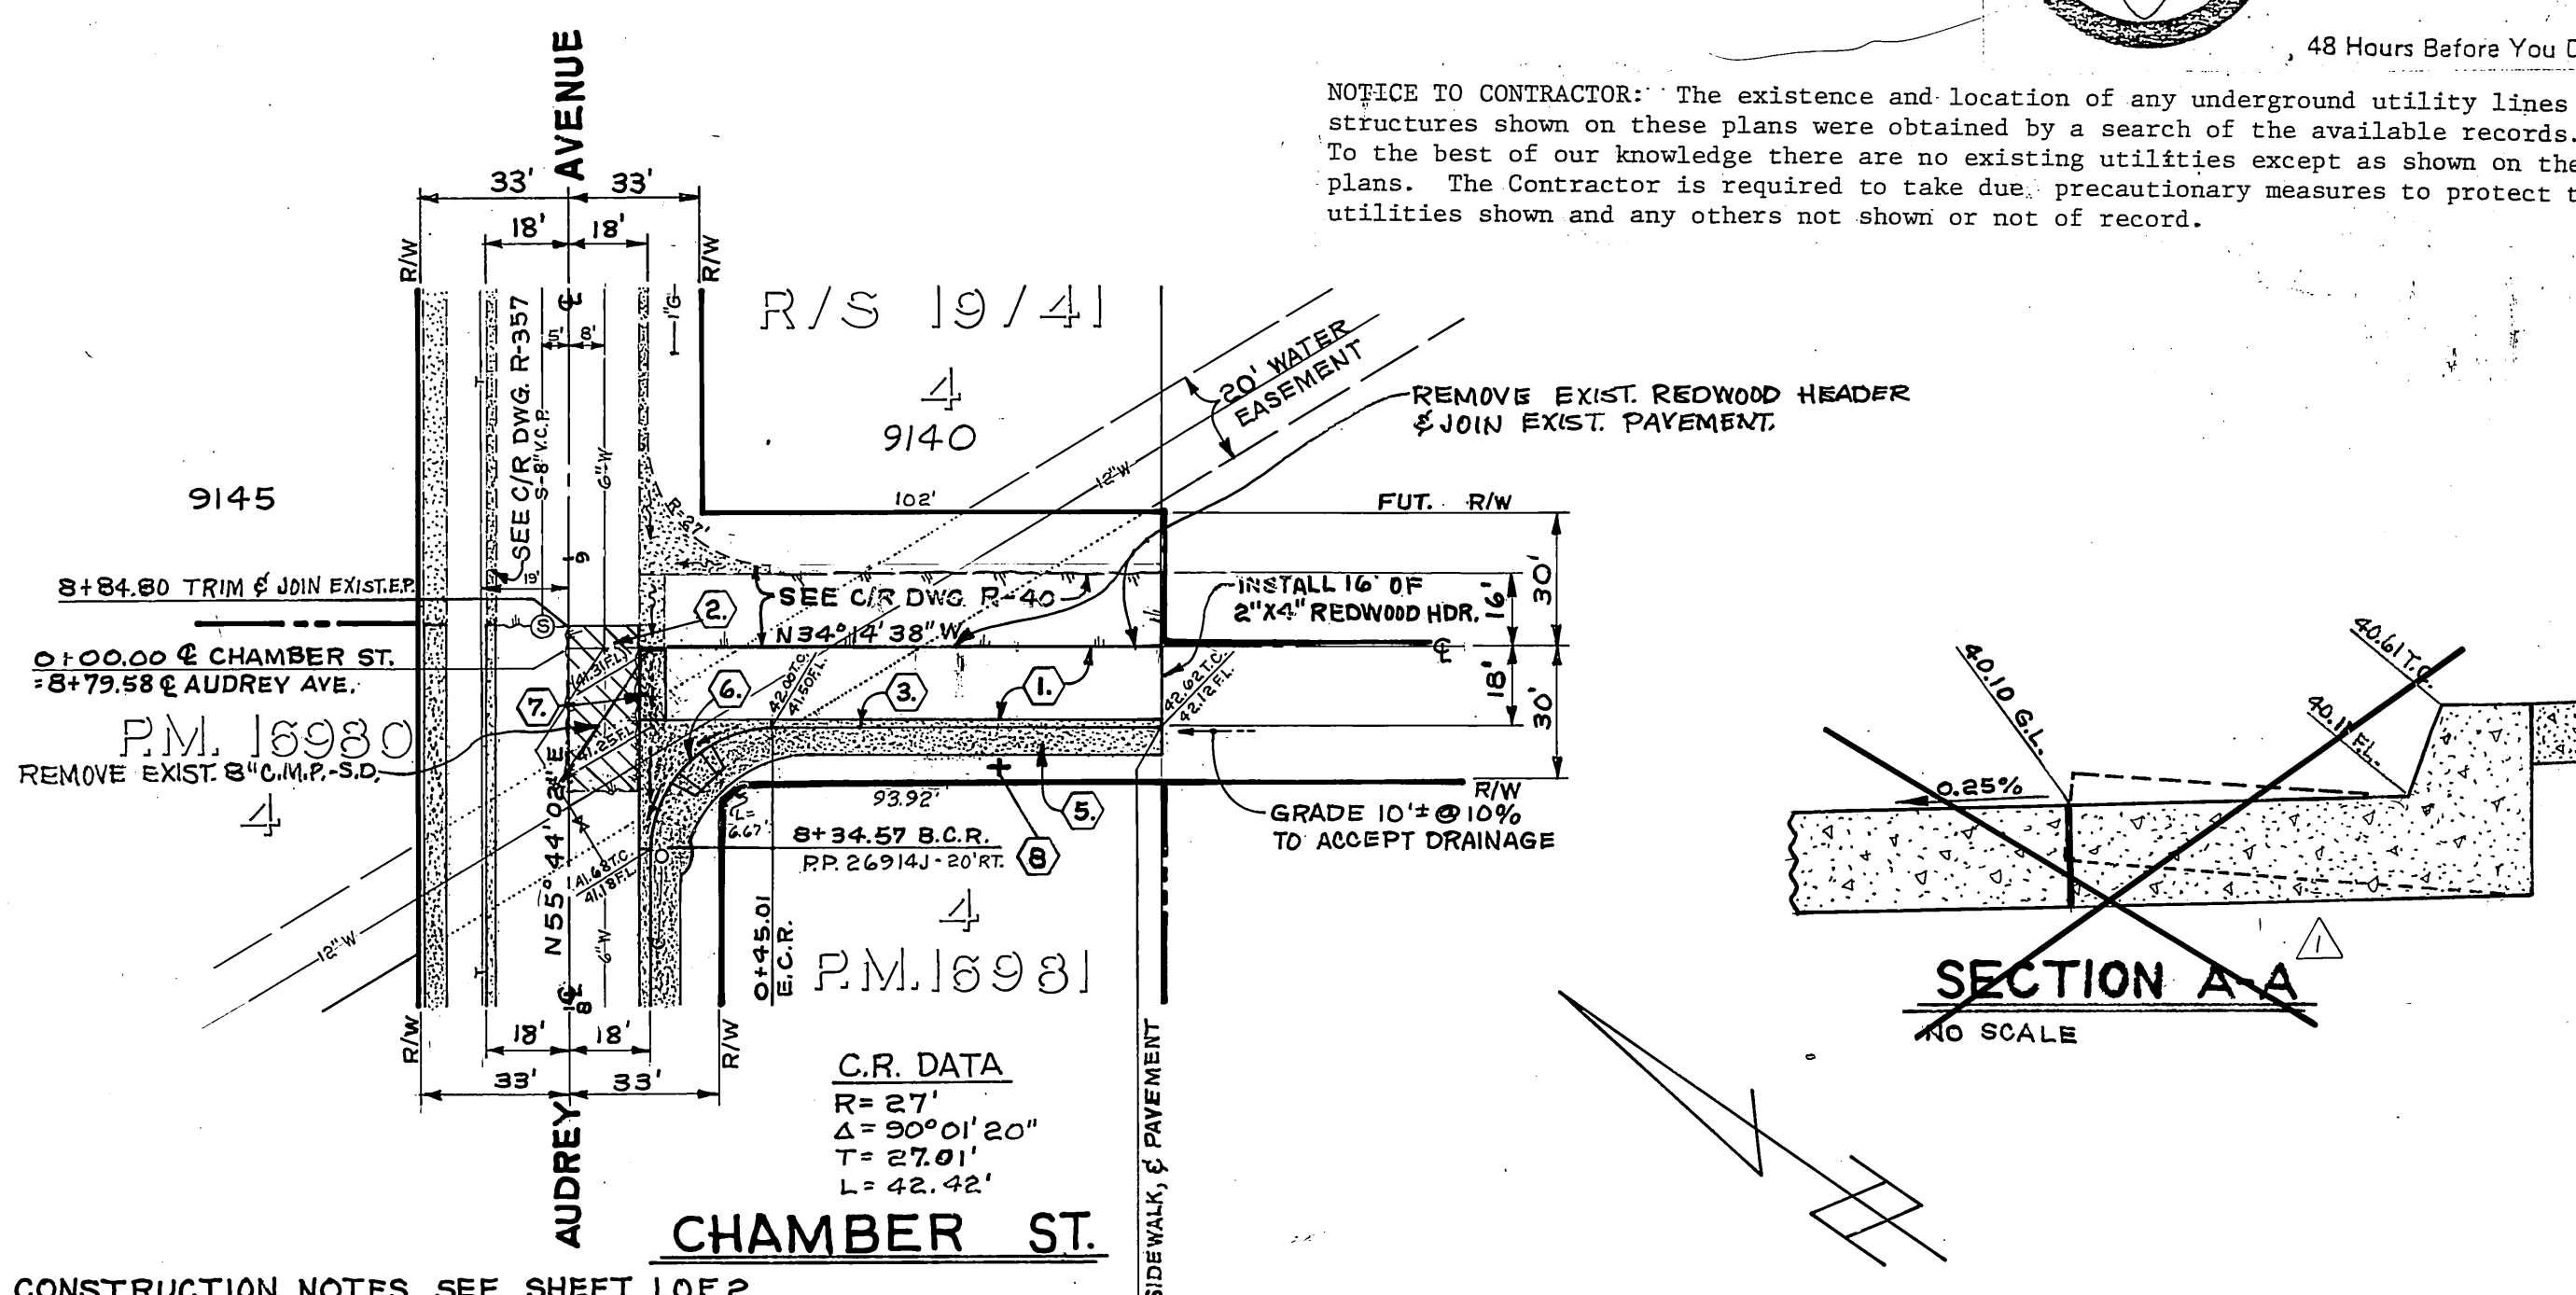 , 48 Hours Before You D
NOTICE TO CONTRACTOR: The existence and location of any underground utility lines
structures shown on these plans were obtained by a search of the available records.
To the best of our knowledge there are no existing utilities except as shown on the
plans. The Contractor is required to take due precautionary measures to protect t
utilities shown and any others not shown or not of record.
AVENUE
33' 33'
18' 18'
R/W
R/W
SEE C/R DWG. R-357
S-8" V.C.P.
℄
5' 8'
6"W
1"G
T
R/S 19/41
4
9140
20' WATER
EASEMENT
12"W
REMOVE EXIST. REDWOOD HEADER
& JOIN EXIST. PAVEMENT.
9145
R=27'
102'
FUT. R/W
9
19'
8+84.80 TRIM & JOIN EXIST. E.P.
S
2.
SEE C/R DWG. R-40
N34°14'38"W
INSTALL 16' OF
2"X4" REDWOOD HDR.
16'
30'
℄
0+00.00 ℄ CHAMBER ST.
=8+79.58 ℄ AUDREY AVE.
41.31 F.L.
7.
6.
42.00 T.C.
41.50 F.L.
3.
1.
42.62 T.C.
42.12 F.L.
18'
30'
P.M. 16980
REMOVE EXIST. 8" C.M.P.-S.D.
4
41.25 F.L.
93.92'
L=
6.67'
8+34.57 B.C.R.
P.P. 26914J - 20' RT.
8
5.
R/W
GRADE 10'± @ 10%
TO ACCEPT DRAINAGE
N55°44'02"E
41.68 T.C.
41.18 F.L.
6"W
12"W
T
℄
18
0+45.01
E.C.R.
4
P.M. 16981
R/W
R/W
18' 18'
33' 33'
AUDREY
C.R. DATA
R= 27'
Δ= 90°01'20"
T= 27.01'
L= 42.42'
CHAMBER ST.
SIDEWALK, & PAVEMENT
40.10 G.L.
40.61 T.C.
0.25%
1
SECTION A-A
NO SCALE
CONSTRUCTION NOTES SEE SHEET 1 OF 2